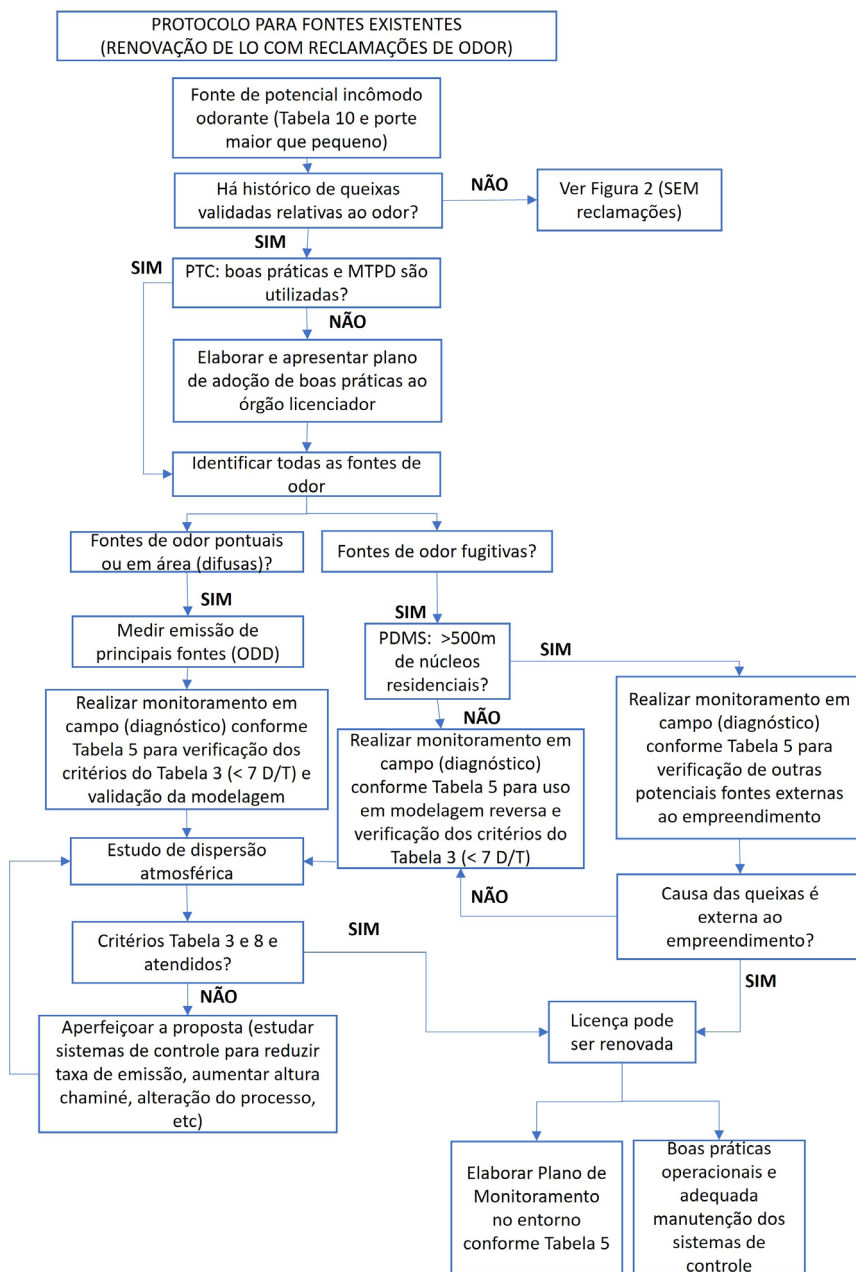 PROTOCOLO PARA FONTES EXISTENTES
(RENOVAÇÃO DE LO COM RECLAMAÇÕES DE ODOR)
Fonte de potencial incômodo
odorante (Tabela 10 e porte
maior que pequeno)
Há histórico de queixas
validadas relativas ao odor?
NÃO
Ver Figura 2 (SEM
reclamações)
SIM
SIM
PTC: boas práticas e MTPD são
utilizadas?
NÃO
Elaborar e apresentar plano
de adoção de boas práticas ao
órgão licenciador
Identificar todas as fontes de
odor
Fontes de odor pontuais
ou em área (difusas)?
Fontes de odor fugitivas?
SIM
SIM
Medir emissão de
principais fontes (ODD)
PDMS: >500m
de núcleos
residenciais?
SIM
NÃO
Realizar monitoramento em
campo (diagnóstico) conforme
Tabela 5 para verificação dos
critérios do Tabela 3 (< 7 D/T) e
validação da modelagem
Realizar monitoramento em
campo (diagnóstico)
conforme Tabela 5 para uso
em modelagem reversa e
verificação dos critérios do
Tabela 3 (< 7 D/T)
Realizar monitoramento em
campo (diagnóstico)
conforme Tabela 5 para
verificação de outras
potenciais fontes externas
ao empreendimento
Estudo de dispersão
atmosférica
NÃO
Causa das queixas é
externa ao
empreendimento?
Critérios Tabela 3 e 8 e
atendidos?
SIM
SIM
NÃO
Aperfeiçoar a proposta (estudar
sistemas de controle para reduzir
taxa de emissão, aumentar altura
chaminé, alteração do processo,
etc)
Licença pode
ser renovada
Elaborar Plano de
Monitoramento
no entorno
conforme Tabela 5
Boas práticas
operacionais e
adequada
manutenção dos
sistemas de
controle